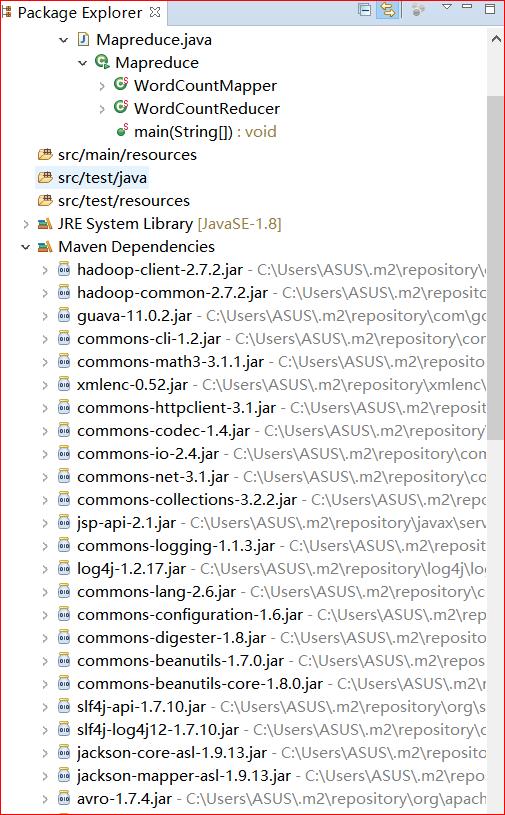 Package Explorer
Mapreduce.java
Mapreduce
WordCountMapper
WordCountReducer
main(String[]) : void
src/main/resources
src/test/java
src/test/resources
JRE System Library [JavaSE-1.8]
Maven Dependencies
hadoop-client-2.7.2.jar - C:\Users\ASUS\.m2\repository\
hadoop-common-2.7.2.jar - C:\Users\ASUS\.m2\repositc
guava-11.0.2.jar - C:\Users\ASUS\.m2\repository\com\gc
commons-cli-1.2.jar - C:\Users\ASUS\.m2\repository\cor
commons-math3-3.1.1.jar - C:\Users\ASUS\.m2\reposito
xmlenc-0.52.jar - C:\Users\ASUS\.m2\repository\xmlenc\
commons-httpclient-3.1.jar - C:\Users\ASUS\.m2\reposit
commons-codec-1.4.jar - C:\Users\ASUS\.m2\repository\
commons-io-2.4.jar - C:\Users\ASUS\.m2\repository\com
commons-net-3.1.jar - C:\Users\ASUS\.m2\repository\co
commons-collections-3.2.2.jar - C:\Users\ASUS\.m2\repo
jsp-api-2.1.jar - C:\Users\ASUS\.m2\repository\javax\serv
commons-logging-1.1.3.jar - C:\Users\ASUS\.m2\reposit
log4j-1.2.17.jar - C:\Users\ASUS\.m2\repository\log4j\log
commons-lang-2.6.jar - C:\Users\ASUS\.m2\repository\c
commons-configuration-1.6.jar - C:\Users\ASUS\.m2\rep
commons-digester-1.8.jar - C:\Users\ASUS\.m2\reposito
commons-beanutils-1.7.0.jar - C:\Users\ASUS\.m2\repos
commons-beanutils-core-1.8.0.jar - C:\Users\ASUS\.m2\r
slf4j-api-1.7.10.jar - C:\Users\ASUS\.m2\repository\org\s
slf4j-log4j12-1.7.10.jar - C:\Users\ASUS\.m2\repository\
jackson-core-asl-1.9.13.jar - C:\Users\ASUS\.m2\reposit
jackson-mapper-asl-1.9.13.jar - C:\Users\ASUS\.m2\repo
avro-1.7.4.jar - C:\Users\ASUS\.m2\repository\org\apach